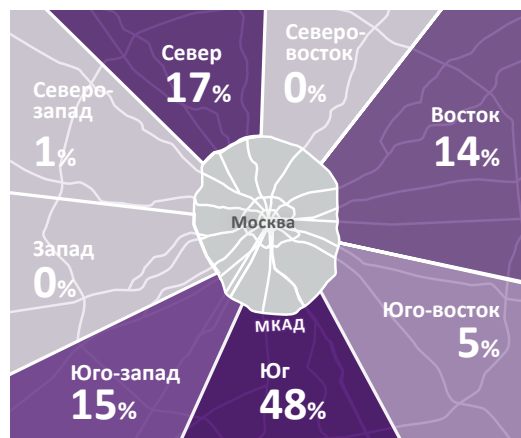 Север
17%
Северо-
восток
0%
Северо-
запад
1%
Восток
14%
Москва
Запад
0%
Юго-восток
5%
МКАД
Юго-запад
15%
Юг
48%